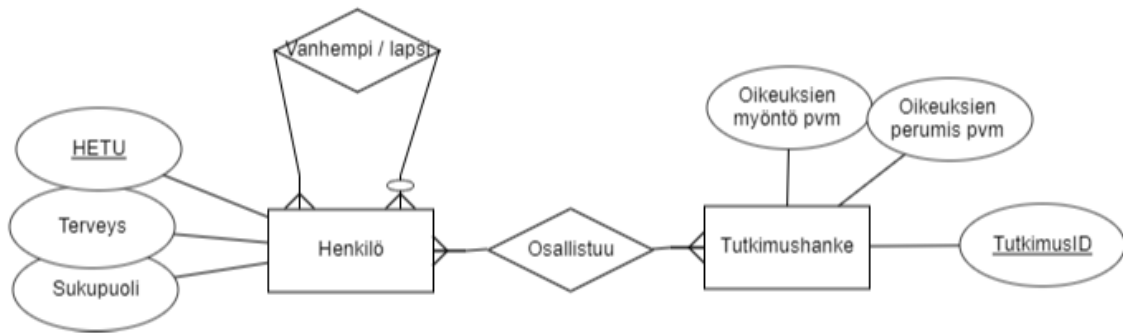 Vanhempi / lapsi
Oikeuksien
myöntö pvm
Oikeuksien
perumis pvm
HETU
Terveys
Sukupuoli
Henkilö
Osallistuu
Tutkimushanke
TutkimusID